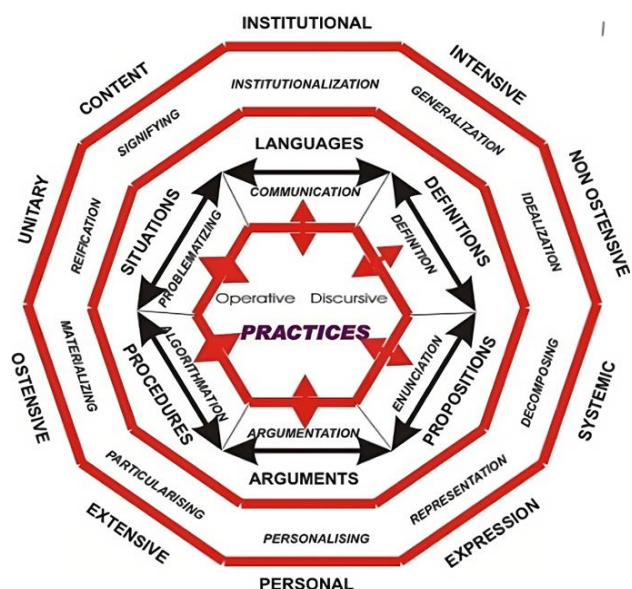 INSTITUTIONAL
INTENSIVE
NON OSTENSIVE
SYSTEMIC
EXPRESSION
PERSONAL
EXTENSIVE
OSTENSIVE
UNITARY
CONTENT
INSTITUTIONALIZATION
GENERALIZATION
IDEALIZATION
DECOMPOSING
REPRESENTATION
PERSONALISING
PARTICULARISING
MATERIALIZING
REIFICATION
SIGNIFYING
LANGUAGES
DEFINITIONS
PROPOSITIONS
ARGUMENTS
PROCEDURES
SITUATIONS
COMMUNICATION
DEFINITION
ENUNCIATION
ARGUMENTATION
ALGORITHMATION
PROBLEMATIZING
Operative Discursive
PRACTICES